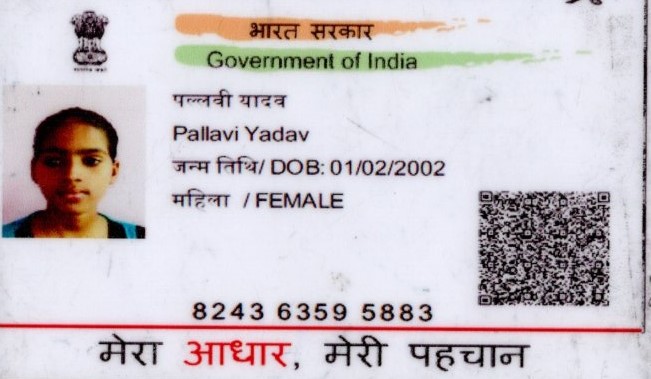 भारत सरकार
Government of India
पल्लवी यादव
Pallavi Yadav
जन्म तिथि/ DOB: 01/02/2002
महिला / FEMALE
8243 6359 5883
मेरा आधार, मेरी पहचान